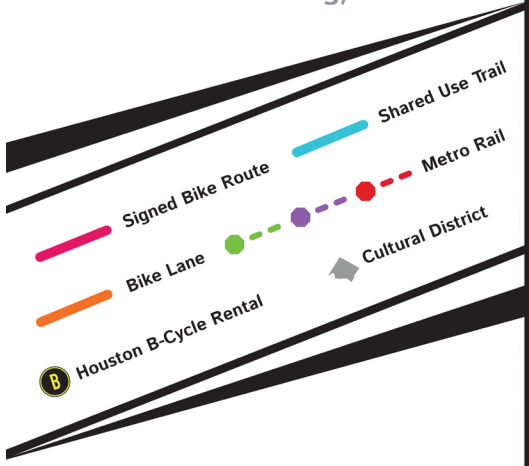 Signed Bike Route
Shared Use Trail
Bike Lane
Metro Rail
B
Houston B-Cycle Rental
Cultural District